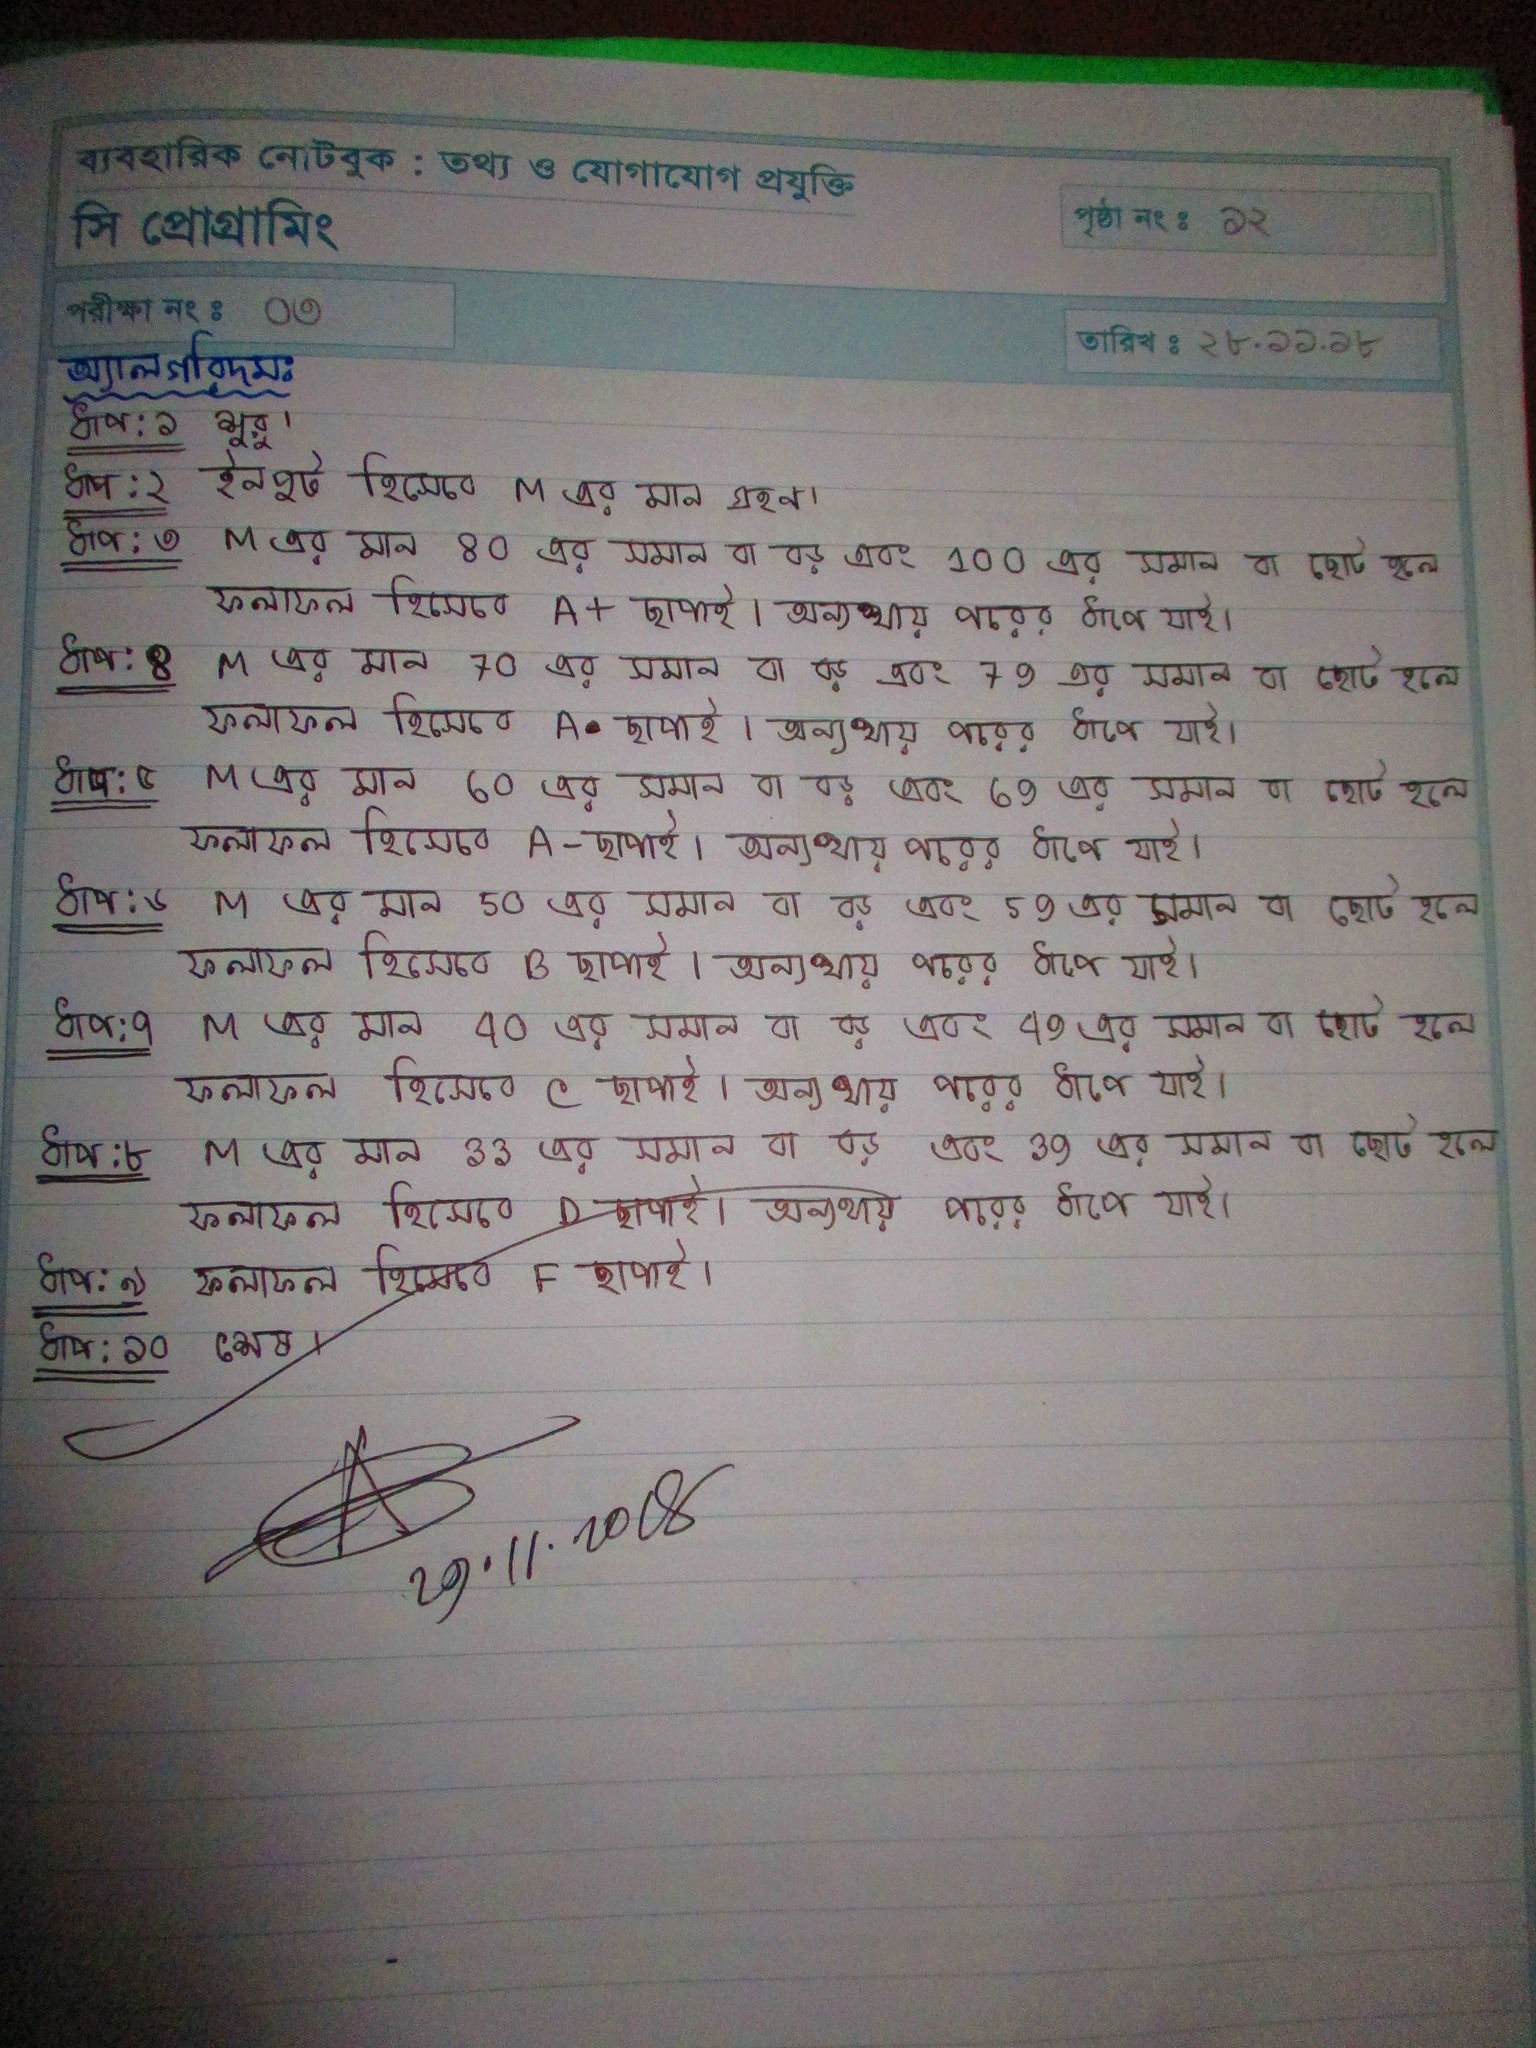 ব্যবহারিক নোটবুক : তথ্য ও যোগাযোগ প্রযুক্তি
সি প্রোগ্রামিং
পৃষ্ঠা নং ঃ ১২
পরীক্ষা নং ঃ ০৩
তারিখ ঃ ২৮.১১.১৮
অ্যালগরিদমঃ
ধাপ:১ শুরু।
ধাপ:২ ইনপুট হিসেবে M এর মান গ্রহন।
ধাপ:৩ M এর মান 80 এর সমান বা বড় এবং 100 এর সমান বা ছোট হলে
ফলাফল হিসেবে A+ ছাপাই। অন্যথায় পরের ধাপে যাই।
ধাপ:৪ M এর মান 70 এর সমান বা বড় এবং 79 এর সমান বা ছোট হলে
ফলাফল হিসেবে A ছাপাই। অন্যথায় পরের ধাপে যাই।
ধাপ:৫ M এর মান 60 এর সমান বা বড় এবং 69 এর সমান বা ছোট হলে
ফলাফল হিসেবে A- ছাপাই। অন্যথায় পরের ধাপে যাই।
ধাপ:৬ M এর মান 50 এর সমান বা বড় এবং 59 এর সমান বা ছোট হলে
ফলাফল হিসেবে B ছাপাই। অন্যথায় পরের ধাপে যাই।
ধাপ:৭ M এর মান 40 এর সমান বা বড় এবং 49 এর সমান বা ছোট হলে
ফলাফল হিসেবে C ছাপাই। অন্যথায় পরের ধাপে যাই।
ধাপ:৮ M এর মান 33 এর সমান বা বড় এবং 39 এর সমান বা ছোট হলে
ফলাফল হিসেবে D ছাপাই। অন্যথায় পরের ধাপে যাই।
ধাপ:৯ ফলাফল হিসেবে F ছাপাই।
ধাপ:১০ শেষ।
29.11.2018